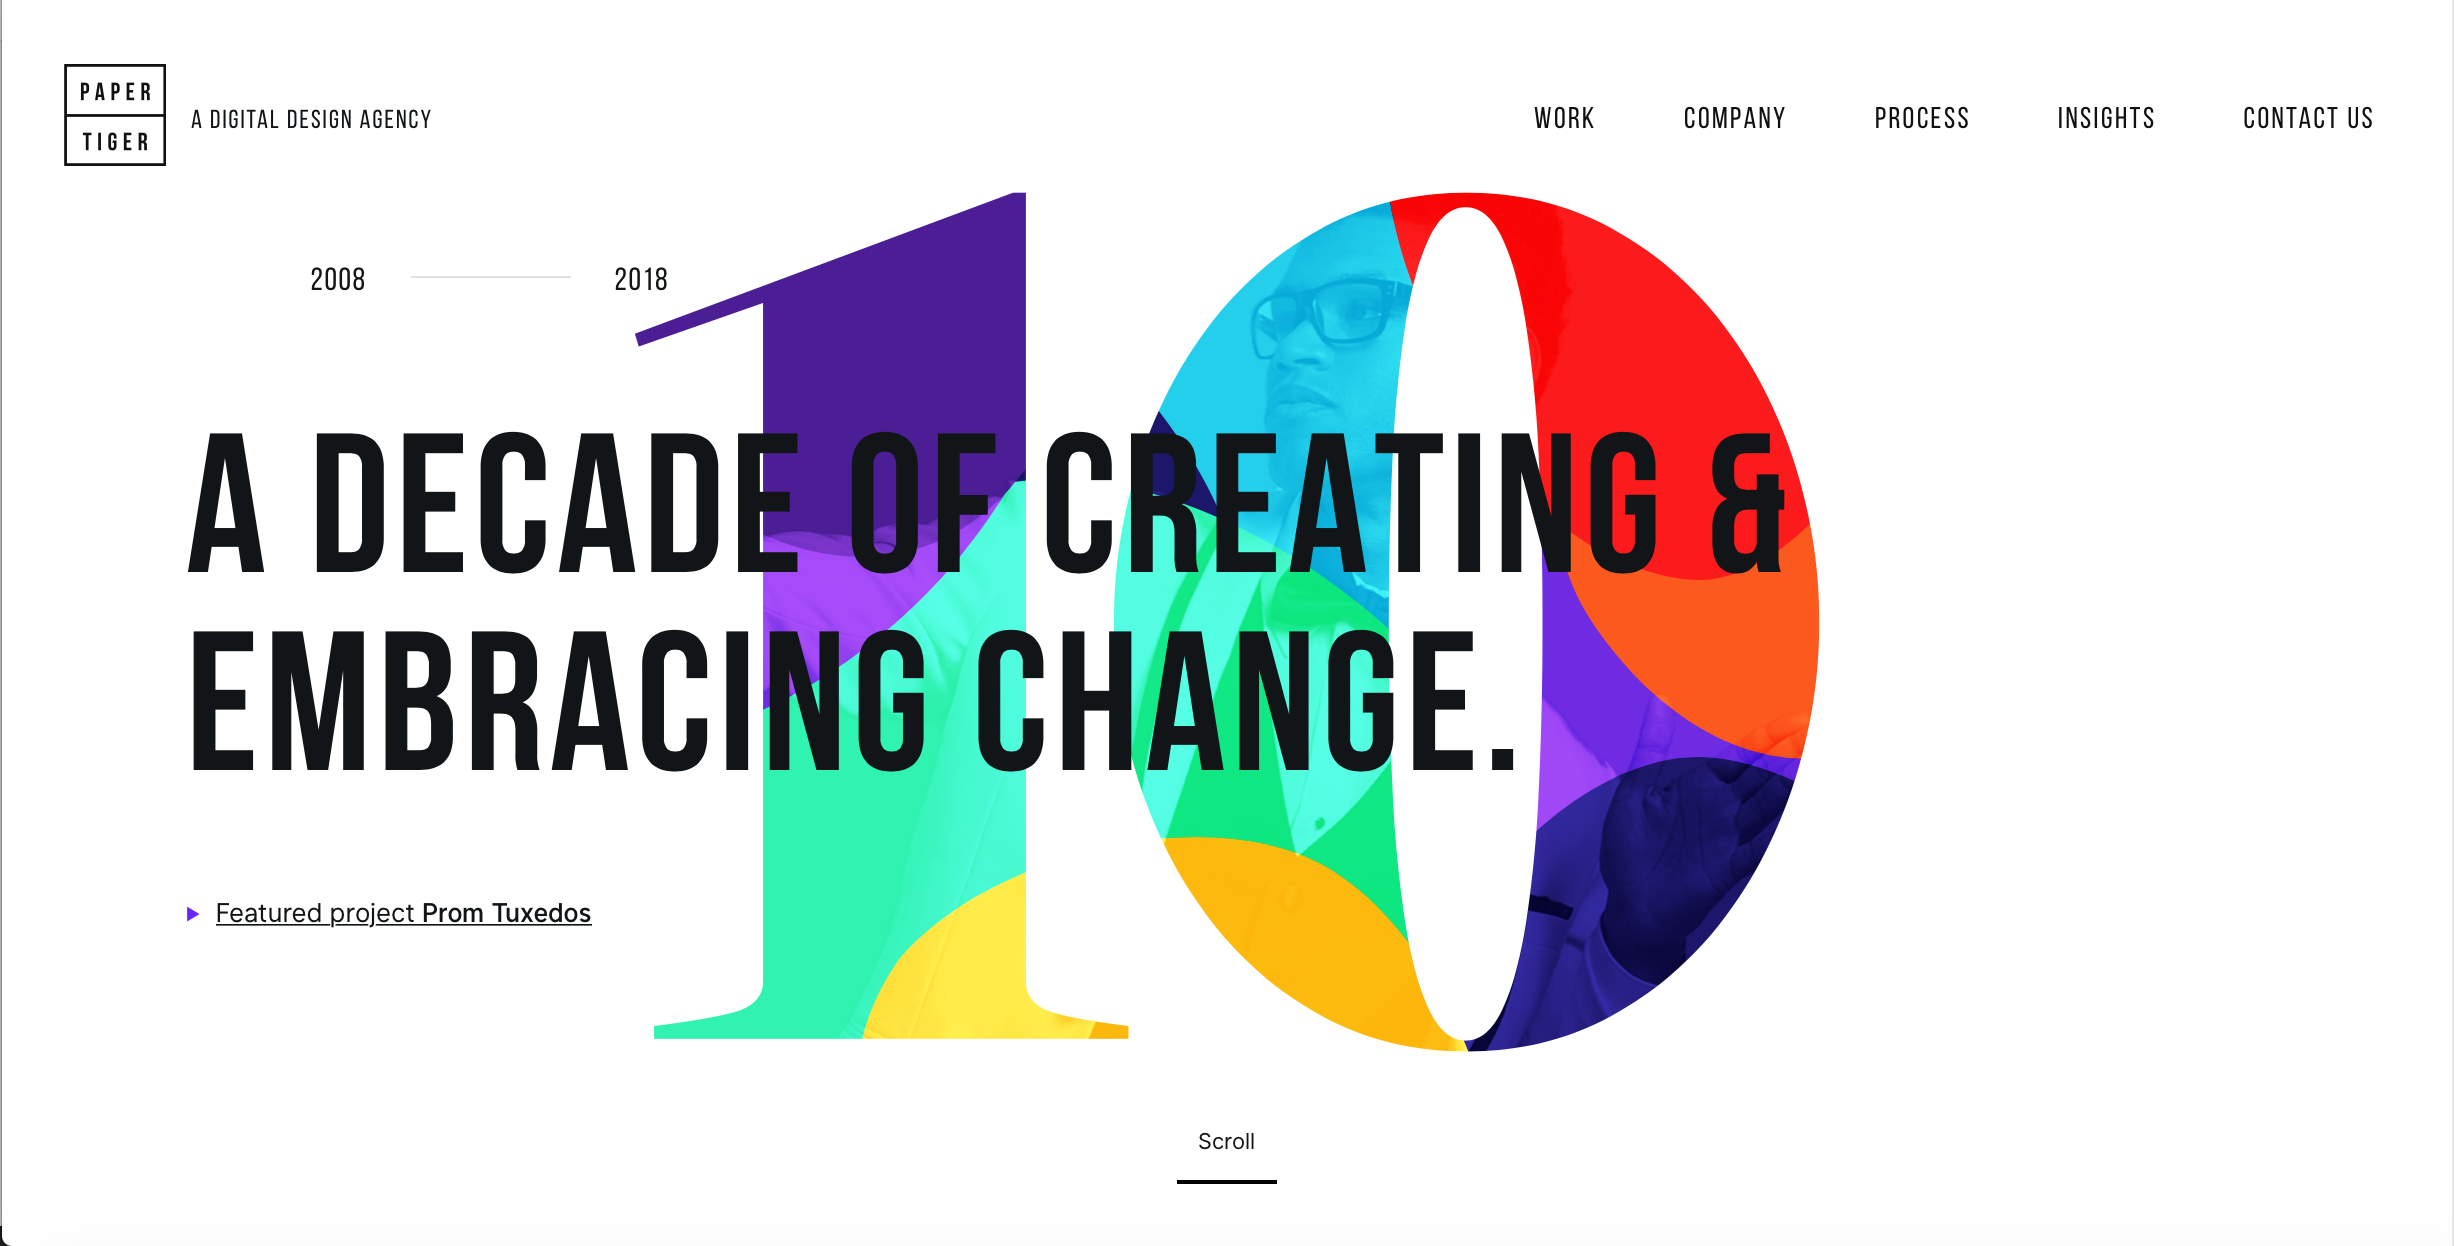 PAPER
TIGER
A DIGITAL DESIGN AGENCY
WORK
COMPANY
PROCESS
INSIGHTS
CONTACT US
2008
2018
10
A DECADE OF CREATING &
EMBRACING CHANGE.
Featured project Prom Tuxedos
Scroll